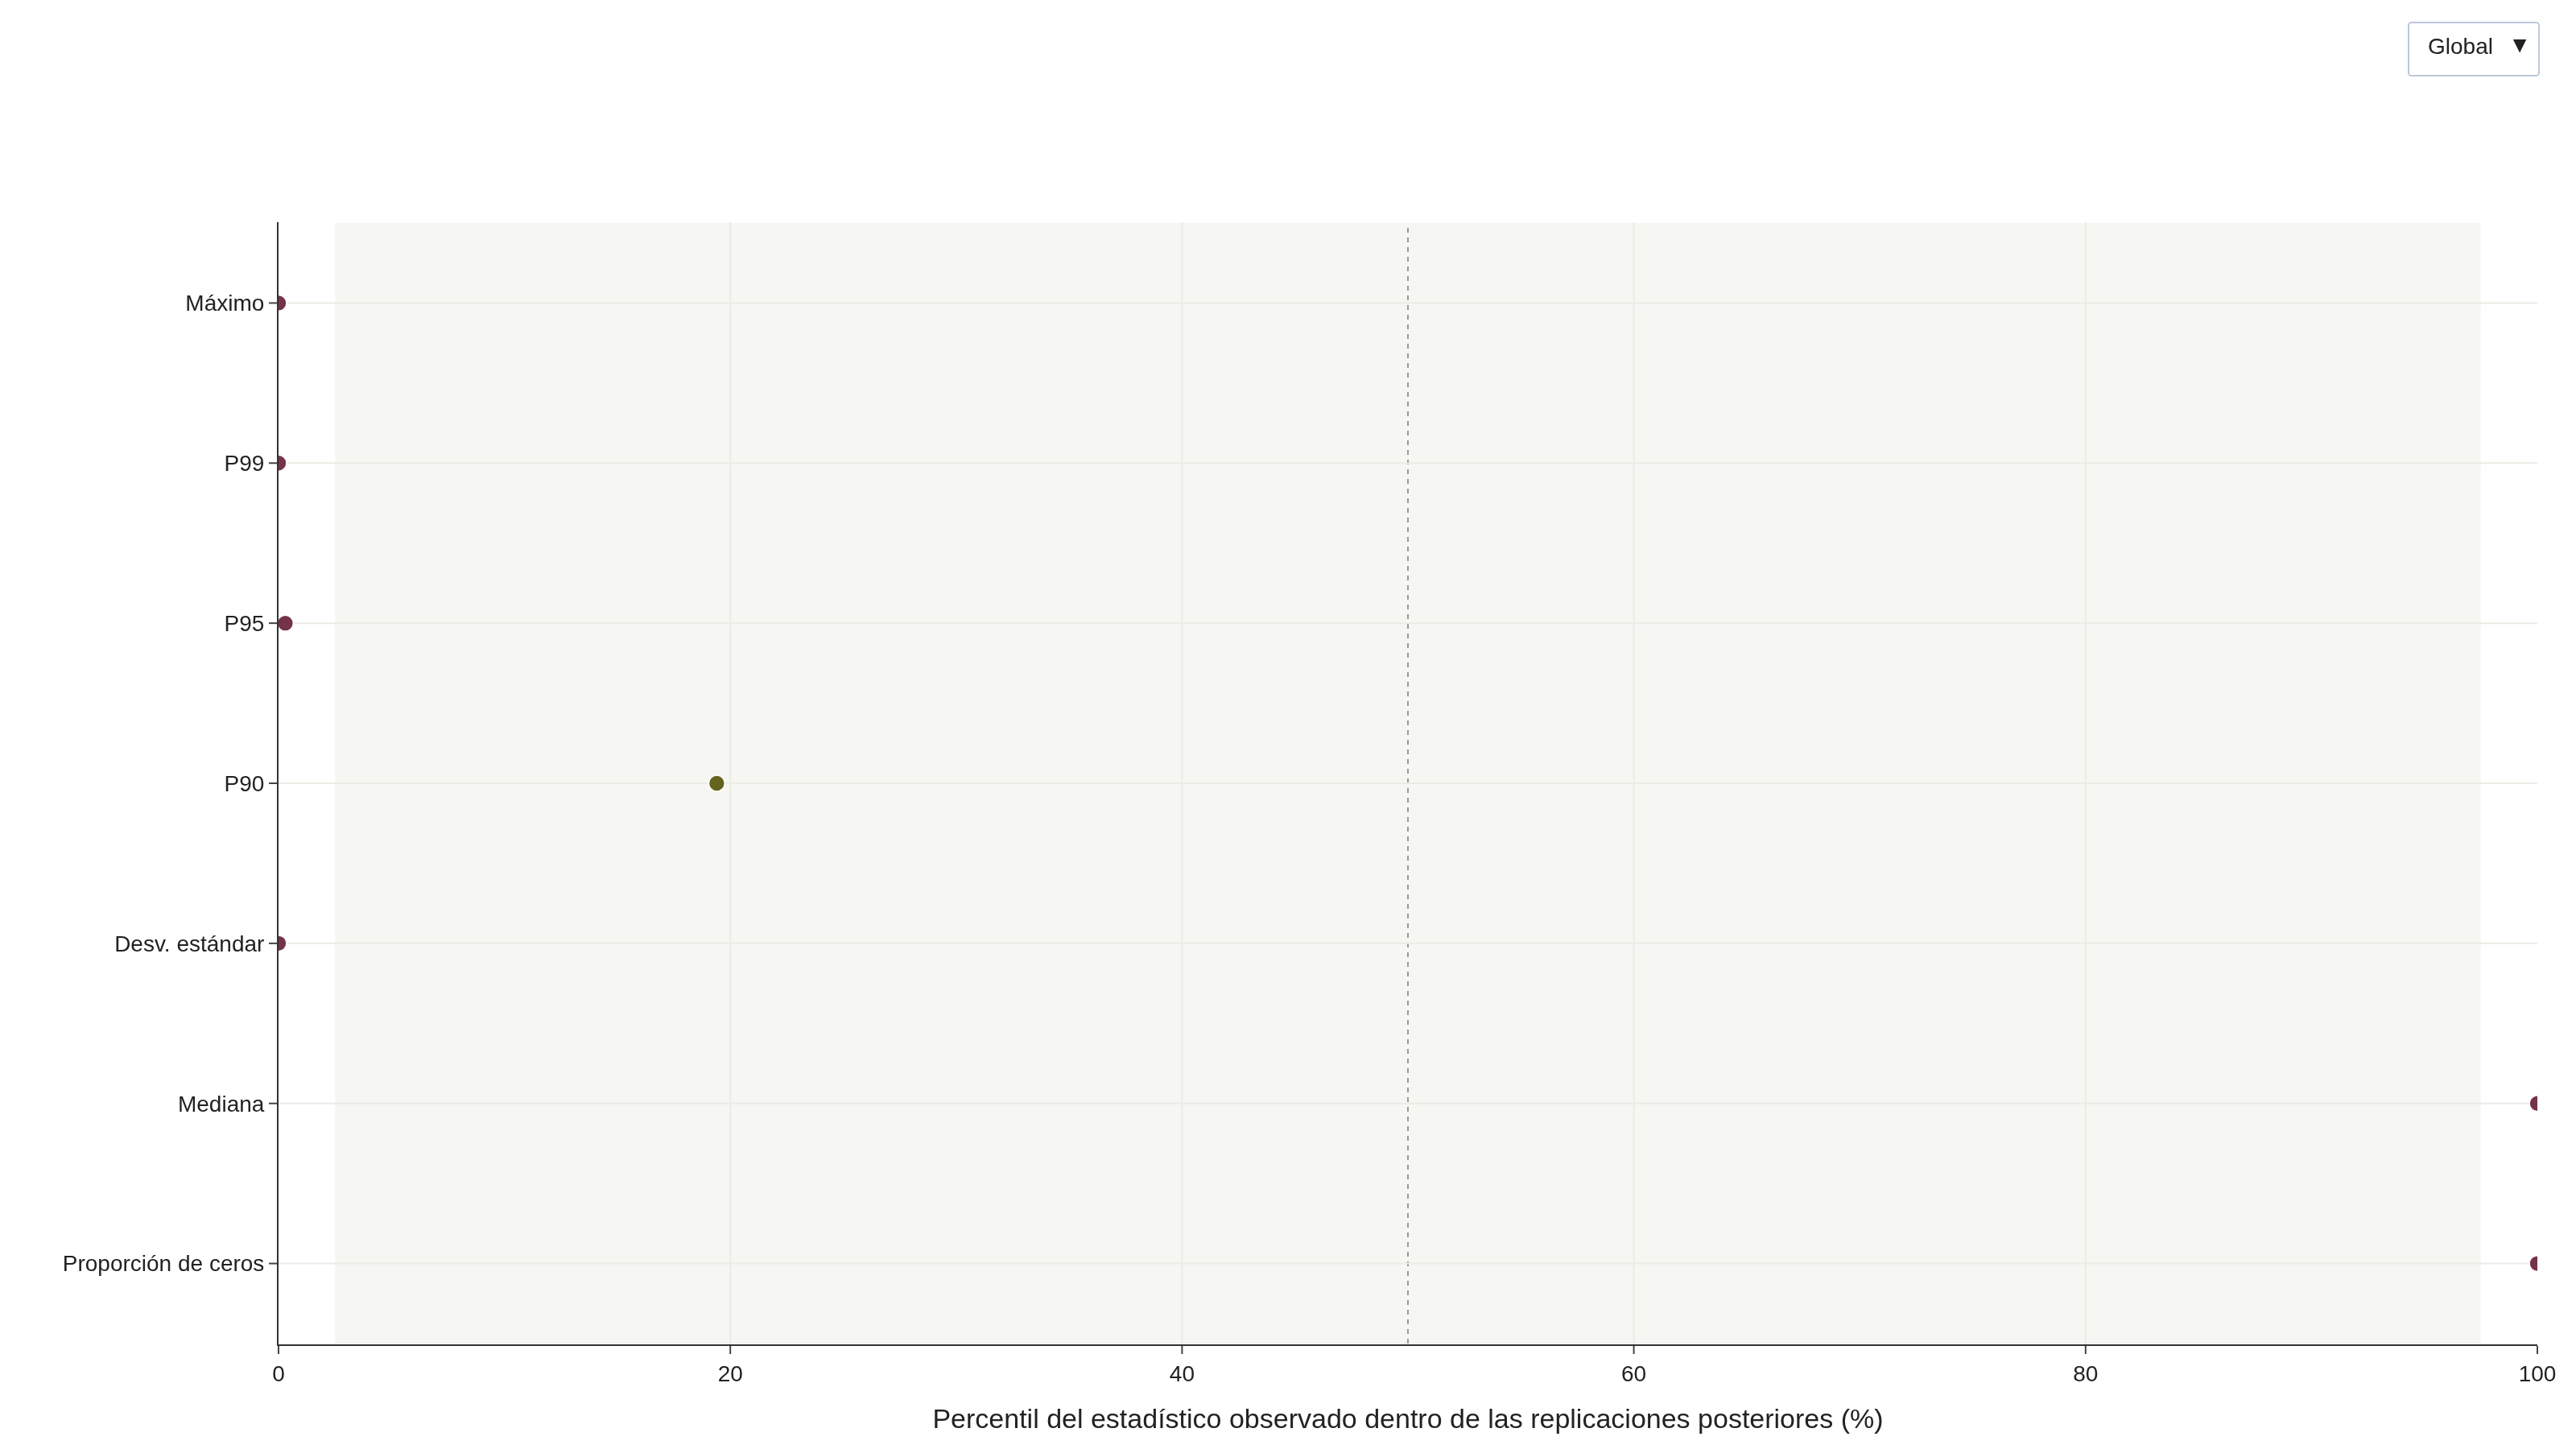 Global ▼
Máximo
P99
P95
P90
Desv. estándar
Mediana
Proporción de ceros
0 20 40 60 80 100
Percentil del estadístico observado dentro de las replicaciones posteriores (%)